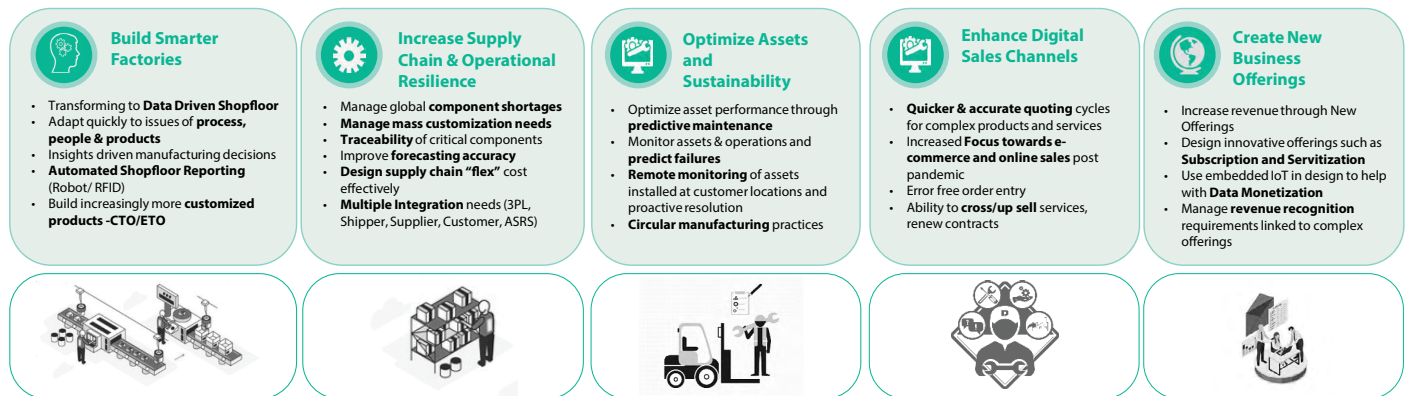 Build Smarter
Factories
• Transforming to Data Driven Shopfloor
• Adapt quickly to issues of process,
people & products
• Insights driven manufacturing decisions
• Automated Shopfloor Reporting
(Robot/ RFID)
• Build increasingly more customized
products -CTO/ETO
Increase Supply
Chain & Operational
Resilience
• Manage global component shortages
• Manage mass customization needs
• Traceability of critical components
• Improve forecasting accuracy
• Design supply chain “flex” cost
effectively
• Multiple Integration needs (3PL,
Shipper, Supplier, Customer, ASRS)
Optimize Assets
and
Sustainability
• Optimize asset performance through
predictive maintenance
• Monitor assets & operations and
predict failures
• Remote monitoring of assets
installed at customer locations and
proactive resolution
• Circular manufacturing practices
Enhance Digital
Sales Channels
• Quicker & accurate quoting cycles
for complex products and services
• Increased Focus towards e-
commerce and online sales post
pandemic
• Error free order entry
• Ability to cross/up sell services,
renew contracts
Create New
Business
Offerings
• Increase revenue through New
Offerings
• Design innovative offerings such as
Subscription and Servitization
• Use embedded IoT in design to help
with Data Monetization
• Manage revenue recognition
requirements linked to complex
offerings
D